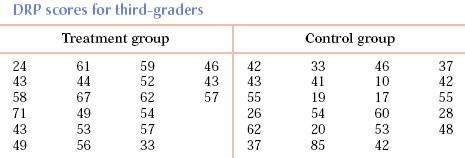 DRP scores for third-graders
Treatment group Control group
24 61 59 46 42 33 46 37
43 44 52 43 43 41 10 42
58 67 62 57 55 19 17 55
71 49 54 26 54 60 28
43 53 57 62 20 53 48
49 56 33 37 85 42